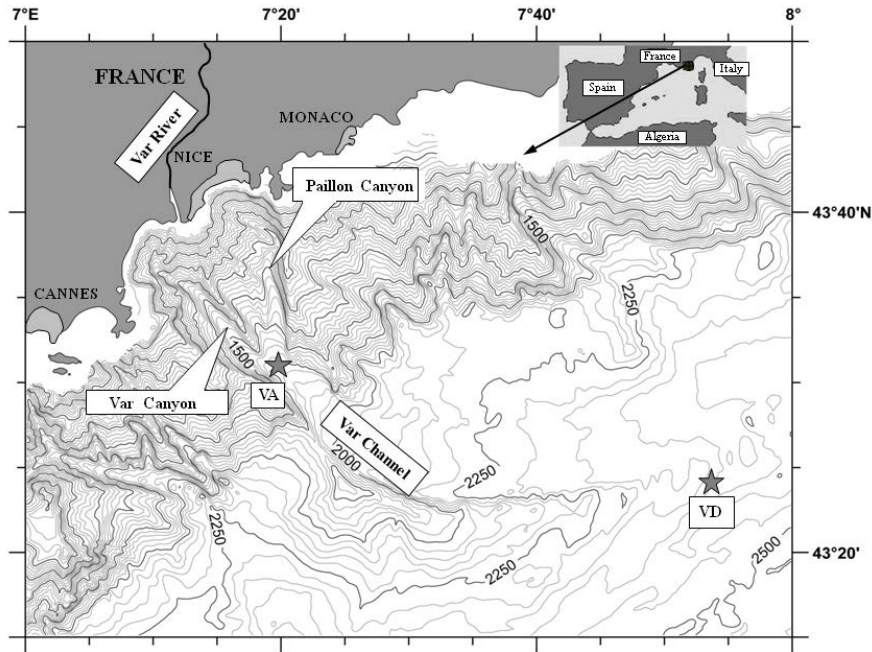 7°E
7°20'
7°40'
8°
France
Italy
Spain
Algeria
FRANCE
MONACO
Var River
NICE
Paillon Canyon
43°40'N
1500
CANNES
2250
1500
VA
Var Canyon
Var Channel
2000
2250
VD
2250
2250
2500
43°20'